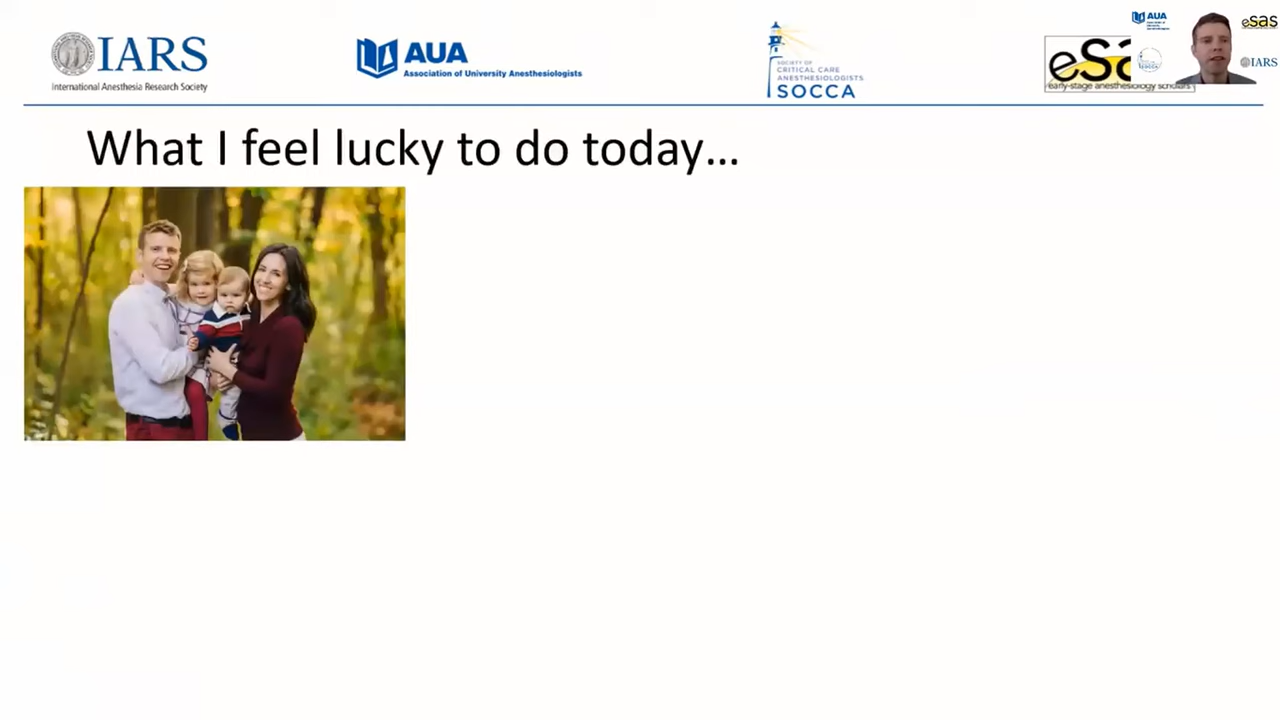 IARS
International Anesthesia Research Society
AUA
Association of University Anesthesiologists
SOCIETY OF
CRITICAL CARE
ANESTHESIOLOGISTS
SOCCA
early-stage anesthesiology scholars
AUA
eSAS
SOCCA
IARS
What I feel lucky to do today...